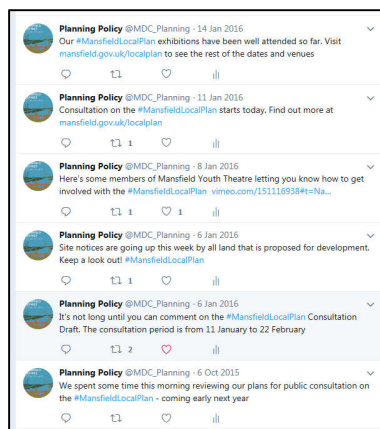 Planning Policy @MDC_Planning · 14 Jan 2016
Our #MansfieldLocalPlan exhibitions have been well attended so far. Visit
mansfield.gov.uk/localplan to see the rest of the dates and venues
Planning Policy @MDC_Planning · 11 Jan 2016
Consultation on the #MansfieldLocalPlan starts today. Find out more at
mansfield.gov.uk/localplan
1
Planning Policy @MDC_Planning · 8 Jan 2016
Here's some members of Mansfield Youth Theatre letting you know how to get
involved with the #MansfieldLocalPlan vimeo.com/151116938#t=Na...
1 1
Planning Policy @MDC_Planning · 6 Jan 2016
Site notices are going up this week by all land that is proposed for development.
Keep a look out! #MansfieldLocalPlan
1
Planning Policy @MDC_Planning · 6 Jan 2016
It's not long until you can comment on the #MansfieldLocalPlan Consultation
Draft. The consultation period is from 11 January to 22 February
2
Planning Policy @MDC_Planning · 6 Oct 2015
We spent some time this morning reviewing our plans for public consultation on
the #MansfieldLocalPlan - coming early next year